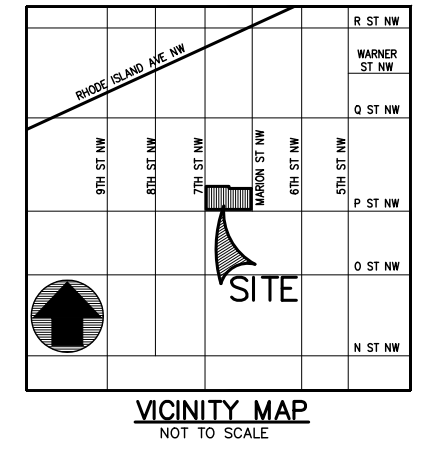 R ST NW
WARNER
ST NW
RHODE ISLAND AVE NW
Q ST NW
9TH ST NW
8TH ST NW
7TH ST NW
MARION ST NW
6TH ST NW
5TH ST NW
P ST NW
O ST NW
SITE
N ST NW
VICINITY MAP
NOT TO SCALE